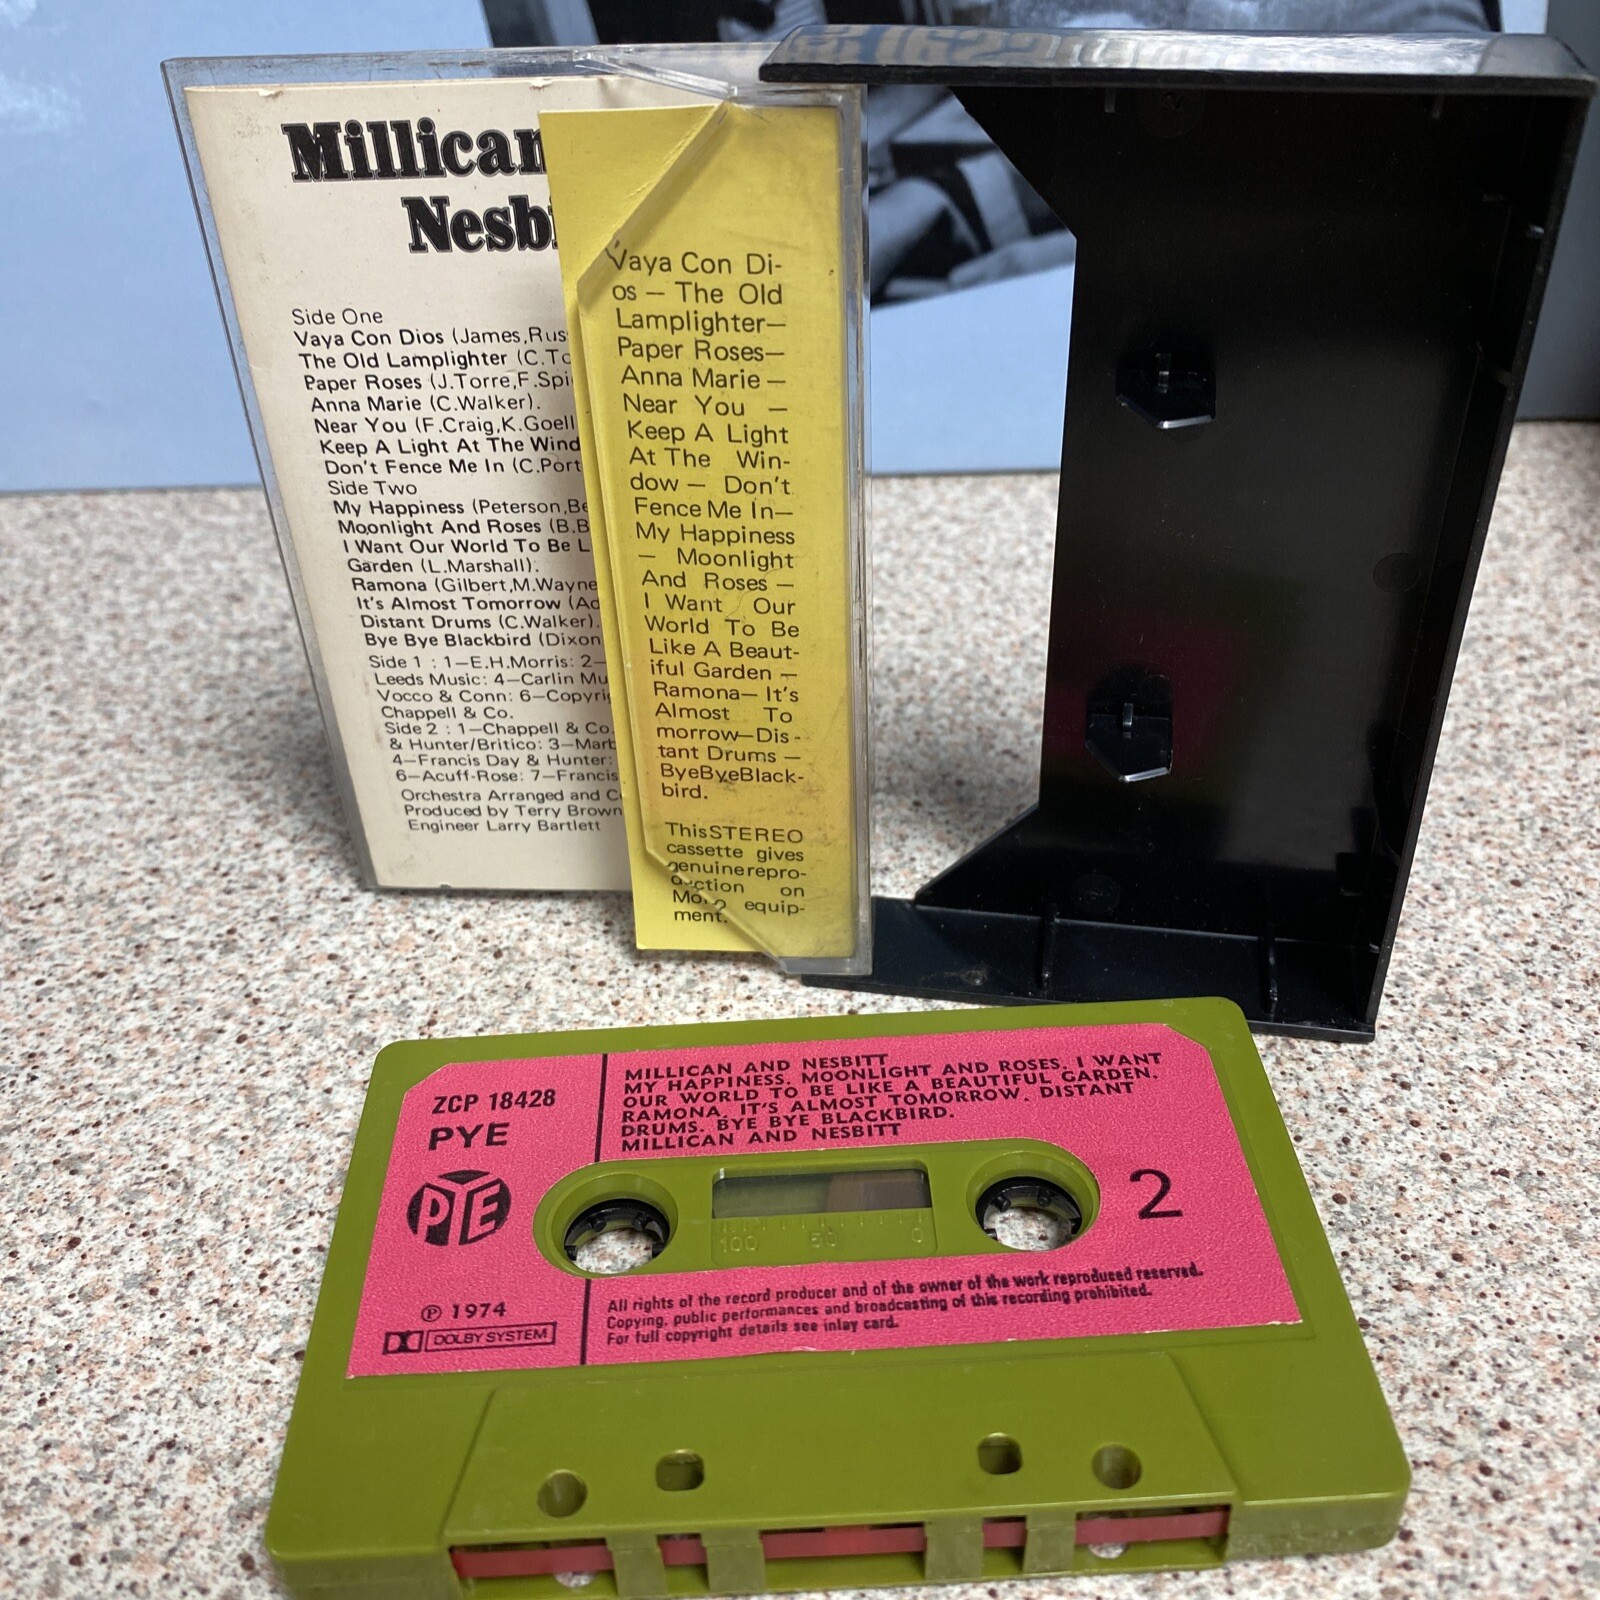 Millican
Nesbi
Side One
Vaya Con Dios (James,Rus
The Old Lamplighter (C.To
Paper Roses (J.Torre,F.Spi
Anna Marie (C.Walker).
Near You (F.Craig,K.Goell
Keep A Light At The Wind
Don't Fence Me In (C.Port
Side Two
My Happiness (Peterson,Be
Moonlight And Roses (B.B
I Want Our World To Be L
Garden (L.Marshall).
Ramona (Gilbert,M.Wayne
It's Almost Tomorrow (Ad
Distant Drums (C.Walker).
Bye Bye Blackbird (Dixon
Side 1 : 1—E.H.Morris: 2—
Leeds Music: 4—Carlin Mu
Vocco & Conn: 6—Copyri
Chappell & Co.
Side 2 : 1—Chappell & Co.
& Hunter/Britico: 3—Marb
4—Francis Day & Hunter:
6—Acuff-Rose: 7—Francis
Orchestra Arranged and Co
Produced by Terry Brown
Engineer Larry Bartlett
Vaya Con Di-
os — The Old
Lamplighter—
Paper Roses—
Anna Marie —
Near You —
Keep A Light
At The Win-
dow — Don't
Fence Me In—
My Happiness
— Moonlight
And Roses —
I Want Our
World To Be
Like A Beaut-
iful Garden —
Ramona— It's
Almost To
morrow—Dis-
tant Drums —
ByeByeBlack-
bird.
This STEREO
cassette gives
genuine repro-
duction on
Mono equip-
ment.
ZCP 18428
PYE
PYE
℗ 1974
DOLBY SYSTEM
MILLICAN AND NESBITT
MY HAPPINESS. MOONLIGHT AND ROSES. I WANT
OUR WORLD TO BE LIKE A BEAUTIFUL GARDEN.
RAMONA. IT'S ALMOST TOMORROW. DISTANT
DRUMS. BYE BYE BLACKBIRD.
MILLICAN AND NESBITT
100 50 0
2
All rights of the record producer and of the owner of the work reproduced reserved.
Copying, public performances and broadcasting of this recording prohibited.
For full copyright details see inlay card.